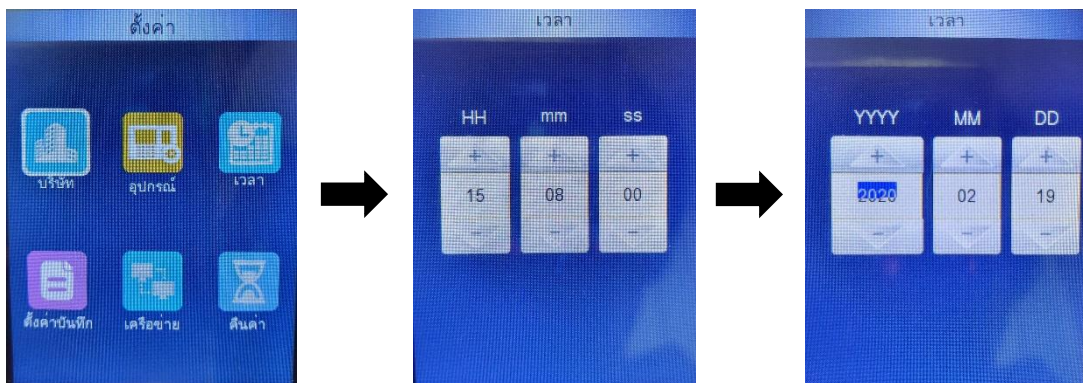 ตั้งค่า
บริษัท อุปกรณ์ เวลา
ตั้งค่าบันทึก เครือข่าย คืนค่า
เวลา
HH mm ss
+ + +
15 08 00
- - -
เวลา
YYYY MM DD
+ + +
2020 02 19
- - -